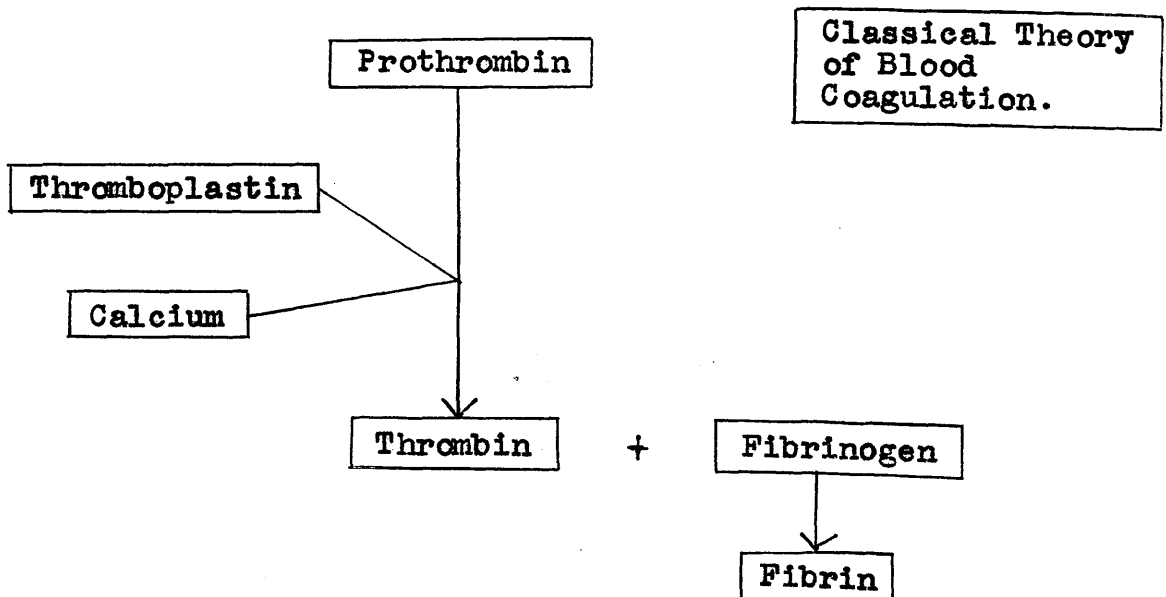 Classical Theory
of Blood
Coagulation.
Prothrombin
Thromboplastin
Calcium
Thrombin + Fibrinogen
Fibrin